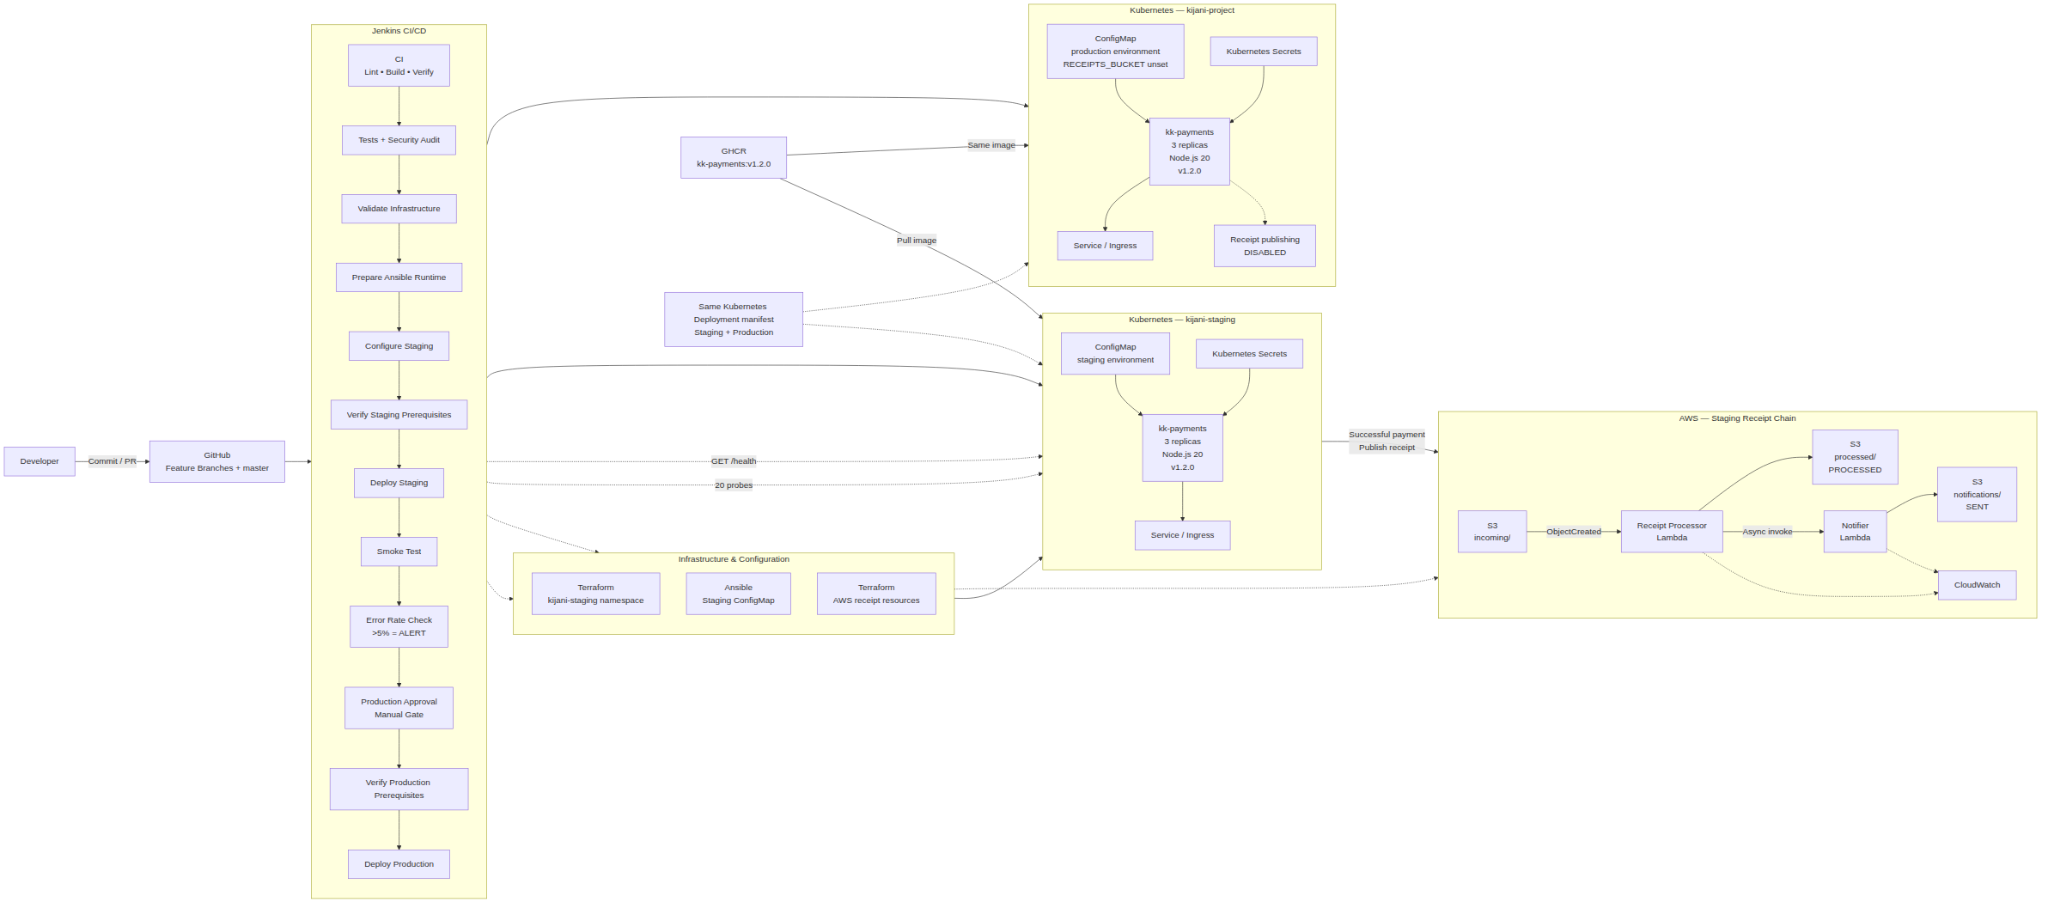 Developer
Commit / PR
GitHub
Feature Branches + master
Jenkins CI/CD
CI
Lint • Build • Verify
Tests + Security Audit
Validate Infrastructure
Prepare Ansible Runtime
Configure Staging
Verify Staging Prerequisites
Deploy Staging
Smoke Test
Error Rate Check
>5% = ALERT
Production Approval
Manual Gate
Verify Production
Prerequisites
Deploy Production
GHCR
kk-payments:v1.2.0
Same image
Pull image
Same Kubernetes
Deployment manifest
Staging + Production
GET /health
20 probes
Infrastructure & Configuration
Terraform
kijani-staging namespace
Ansible
Staging ConfigMap
Terraform
AWS receipt resources
Kubernetes — kijani-project
ConfigMap
production environment
RECEIPTS_BUCKET unset
Kubernetes Secrets
kk-payments
3 replicas
Node.js 20
v1.2.0
Service / Ingress
Receipt publishing
DISABLED
Kubernetes — kijani-staging
ConfigMap
staging environment
Kubernetes Secrets
kk-payments
3 replicas
Node.js 20
v1.2.0
Service / Ingress
Successful payment
Publish receipt
AWS — Staging Receipt Chain
S3
incoming/
ObjectCreated
Receipt Processor
Lambda
Async invoke
S3
processed/
PROCESSED
Notifier
Lambda
S3
notifications/
SENT
CloudWatch